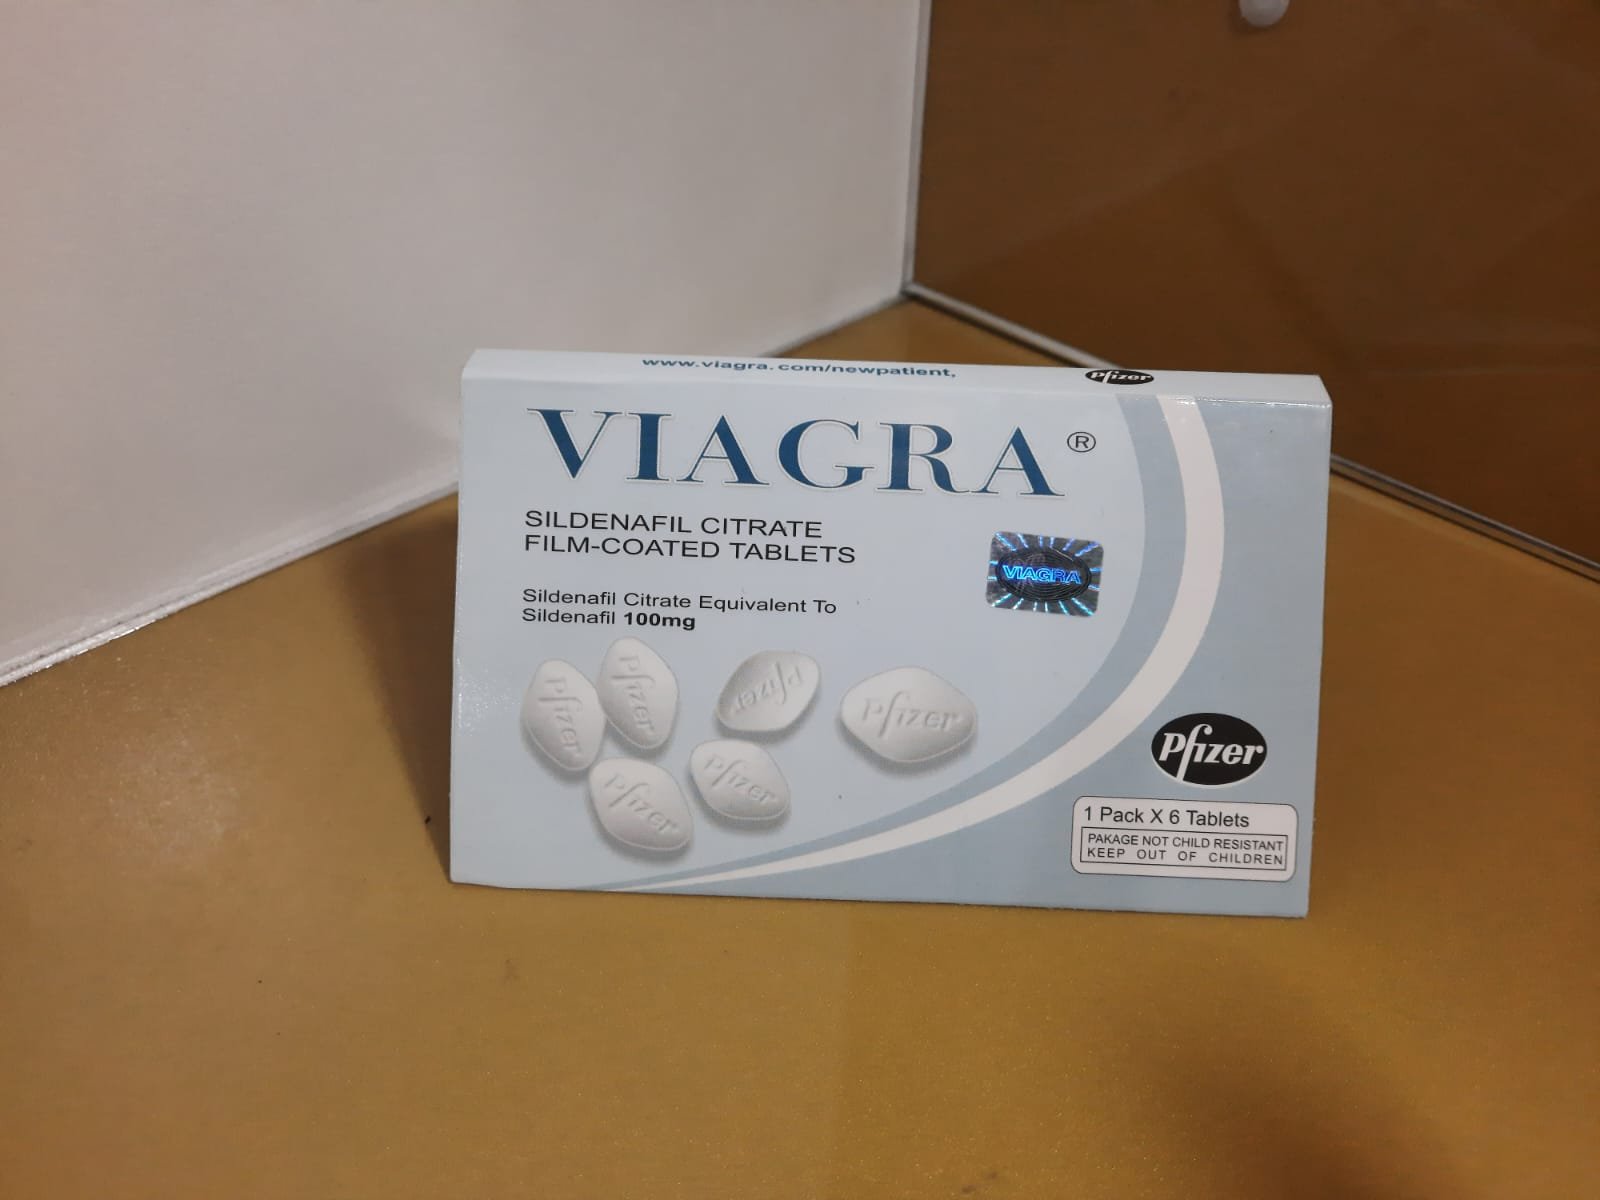 www.viagra.com/newpatient,
Pfizer
VIAGRA®
SILDENAFIL CITRATE
FILM-COATED TABLETS
VIAGRA
Sildenafil Citrate Equivalent To
Sildenafil 100mg
Pfizer
Pfizer
Pfizer
Pfizer
Pfizer
Pfizer
Pfizer
1 Pack X 6 Tablets
PAKAGE NOT CHILD RESISTANT
KEEP OUT OF CHILDREN